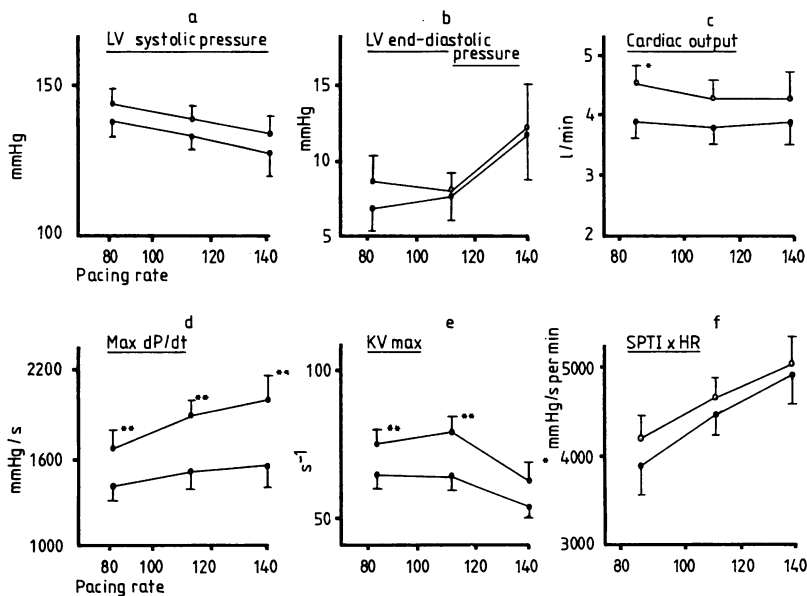 a
LV systolic pressure
150
100
mmHg
80 100 120 140
Pacing rate
b
LV end-diastolic
pressure
15
10
5
mmHg
80 100 120 140
c
Cardiac output
5
4
3
2
l/min
*
80 100 120 140
d
Max dP/dt
2200
1600
1000
mmHg/s
**
**
**
80 100 120 140
Pacing rate
e
KV max
100
50
s-1
**
**
*
80 100 120 140
f
SPTI x HR
5000
4000
3000
mmHg/s per min
80 100 120 140